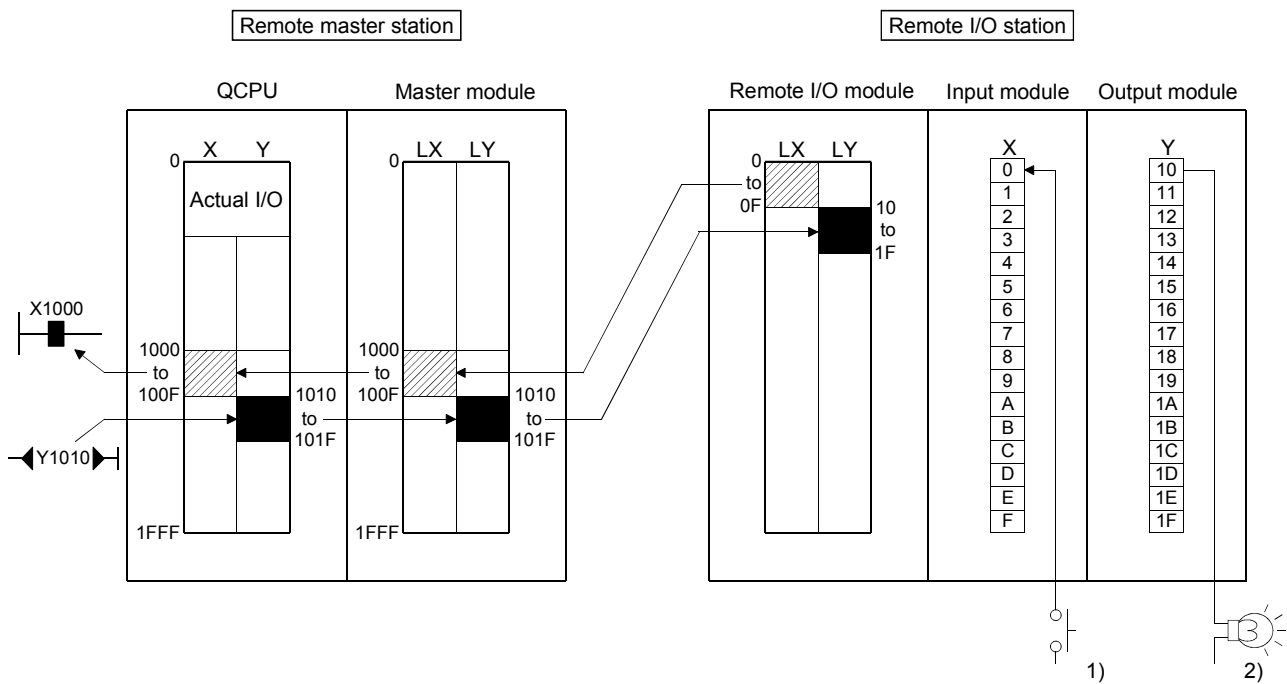 Remote master station
Remote I/O station
QCPU
Master module
Remote I/O module
Input module
Output module
X Y
LX LY
LX LY
X
Y
0
Actual I/O
0
0
to
0F
10
to
1F
X1000
1000
to
100F
1010
to
101F
1000
to
100F
1010
to
101F
Y1010
1FFF
1FFF
0
1
2
3
4
5
6
7
8
9
A
B
C
D
E
F
10
11
12
13
14
15
16
17
18
19
1A
1B
1C
1D
1E
1F
1)
2)